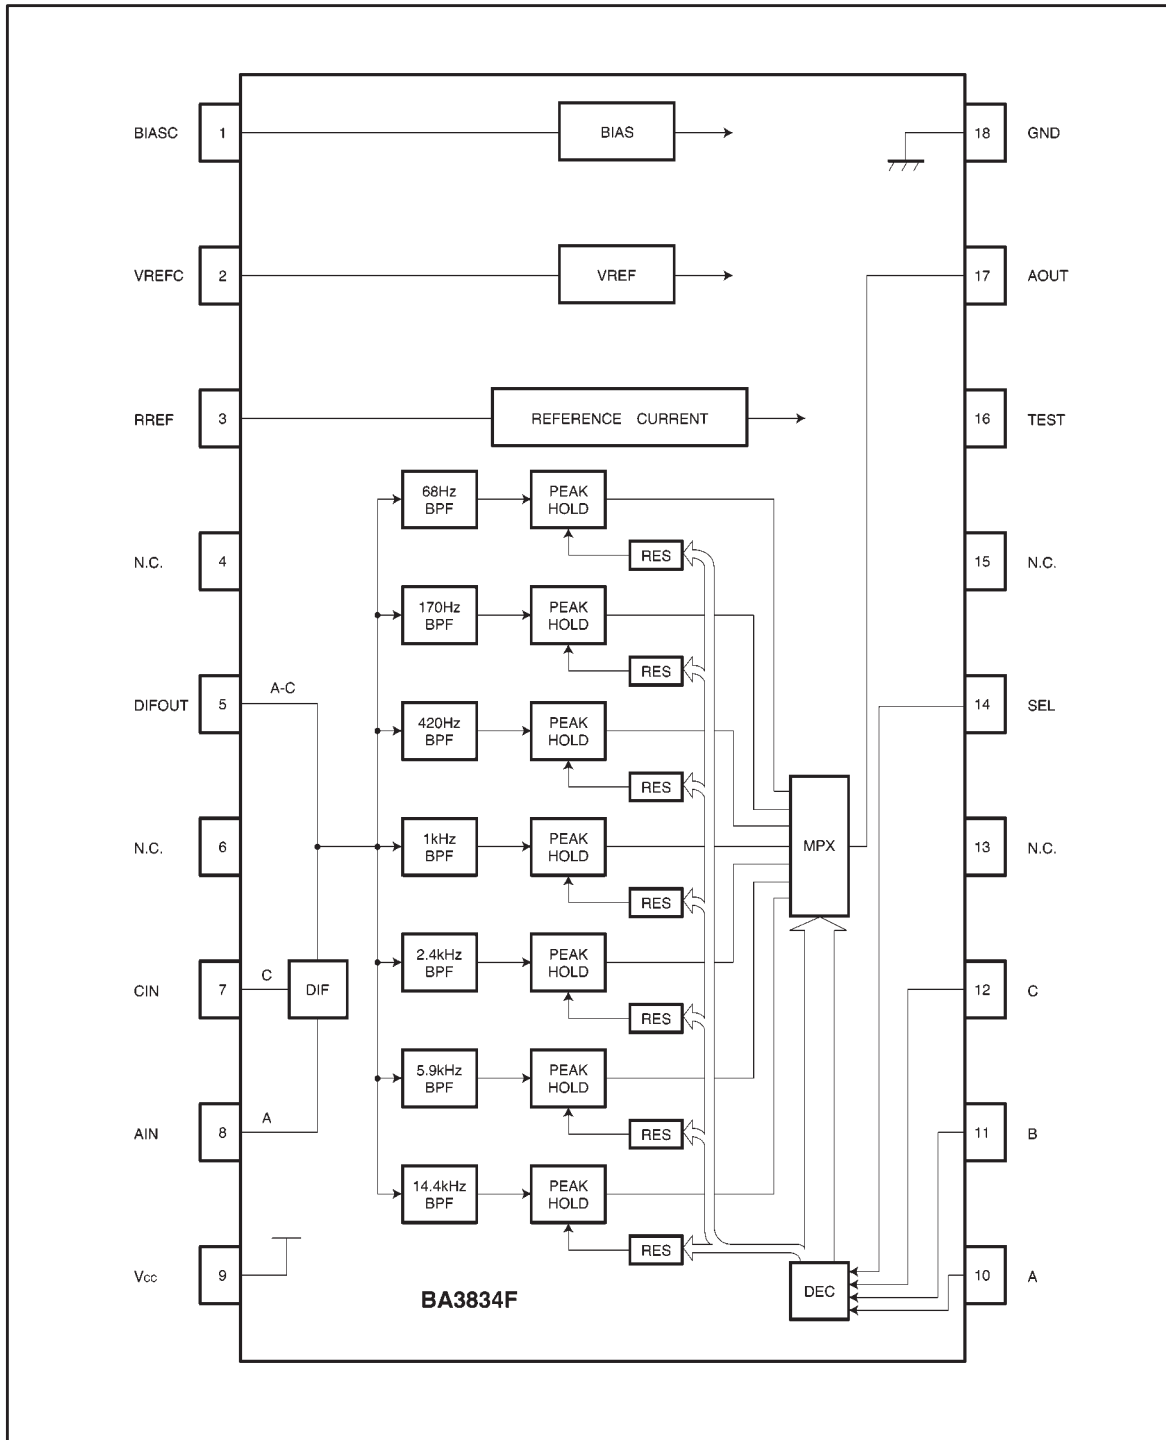 BIASC 1 BIAS 18 GND
VREFC 2 VREF 17 AOUT
RREF 3 REFERENCE CURRENT 16 TEST
68Hz
BPF
PEAK
HOLD
RES
N.C. 4 15 N.C.
170Hz
BPF
PEAK
HOLD
RES
DIFOUT 5 A-C 14 SEL
420Hz
BPF
PEAK
HOLD
RES
N.C. 6 13 N.C.
1kHz
BPF
PEAK
HOLD
MPX
RES
2.4kHz
BPF
PEAK
HOLD
RES
CIN 7 C DIF 12 C
5.9kHz
BPF
PEAK
HOLD
RES
AIN 8 A 11 B
14.4kHz
BPF
PEAK
HOLD
RES
Vcc 9 10 A
DEC
BA3834F